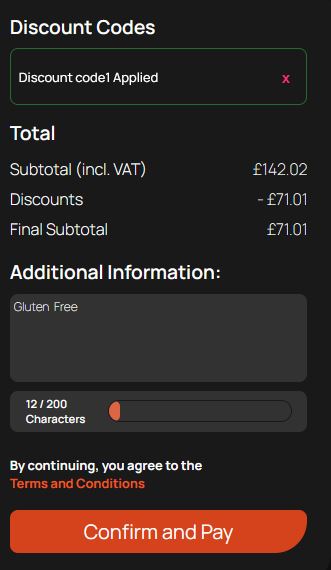 Discount Codes
Discount code1 Applied x
Total
Subtotal (incl. VAT) £142.02
Discounts - £71.01
Final Subtotal £71.01
Additional Information:
Gluten Free
12 / 200
Characters
By continuing, you agree to the
Terms and Conditions
Confirm and Pay